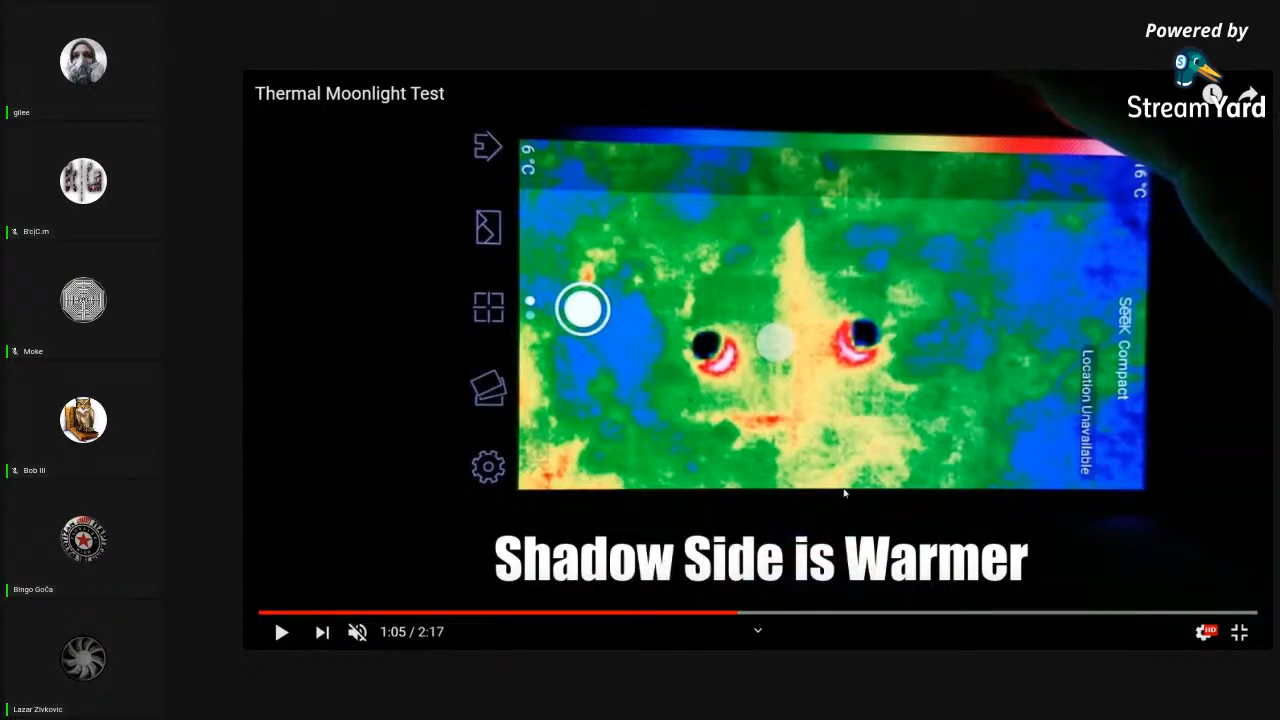 Powered by
StreamYard
Thermal Moonlight Test
6 °C
16 °C
Seek Compact
Location Unavailable
Shadow Side is Warmer
1:05 / 2:17
HD
gilee
B'c|C.m
Moke
Bob III
Bingo Goča
Lazar Zivkovic